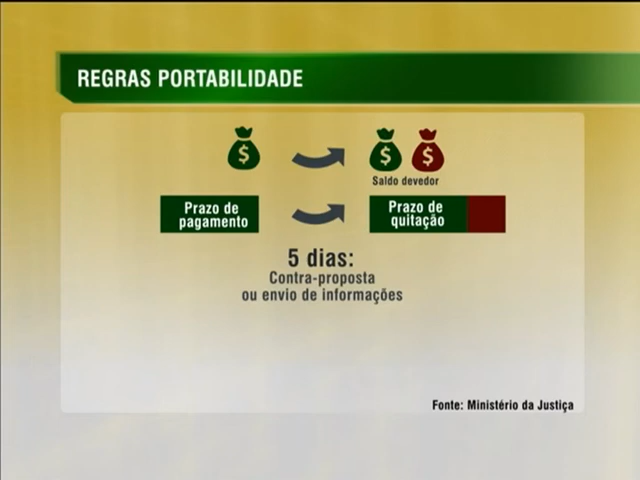 REGRAS PORTABILIDADE
$
$ $
Saldo devedor
Prazo de
pagamento
Prazo de
quitação
5 dias:
Contra-proposta
ou envio de informações
Fonte: Ministério da Justiça